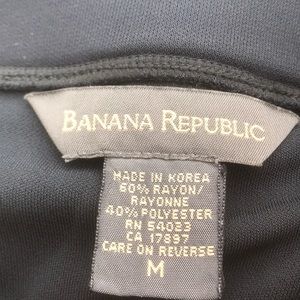 BANANA REPUBLIC
MADE IN KOREA
60% RAYON/
RAYONNE
40% POLYESTER
RN 54023
CA 17897
CARE ON REVERSE
M